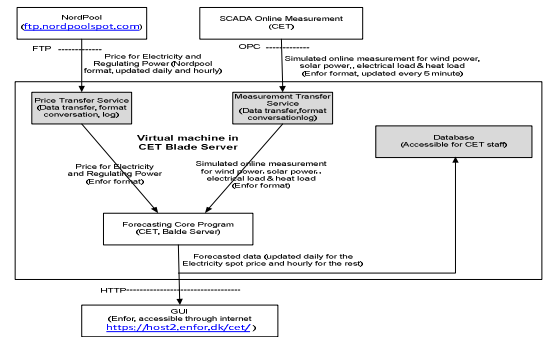 NordPool
(ftp.nordpoolspot.com)
SCADA Online Measurement
(CET)
FTP
OPC
Price for Electricity and
Regulating Power (Nordpool
format, updated daily and hourly)
Simulated online measurement for wind power,
solar power,, electrical load & heat load
(Enfor format, updated every 5 minute)
Price Transfer Service
(Data transfer, format
conversation, log)
Measurement Transfer
Service
(Data transfer,format
conversationlog)
Virtual machine in
CET Blade Server
Database
(Accessible for CET staff)
Price for Electricity
and Regulating Power
(Enfor format)
Simulated online measurement
for wind power, solar power,,
electrical load & heat load
(Enfor format)
Forecasting Core Program
(CET, Balde Server)
Forecasted data (updated daily for the
Electricity spot price and hourly for the rest)
HTTP
GUI
(Enfor, accessible through internet
https://host2.enfor.dk/cet/ )